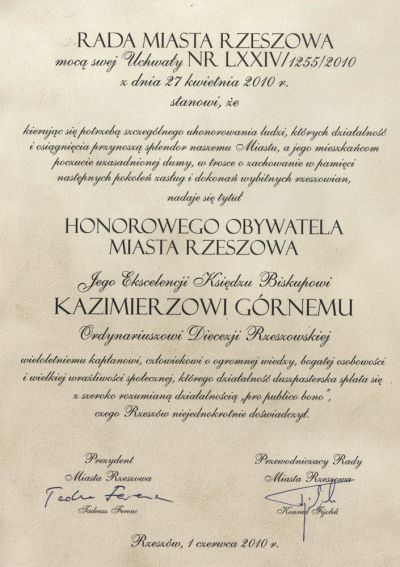 RADA MIASTA RZESZOWA
mocą swej Uchwały NR LXXIV/1255/2010
z dnia 27 kwietnia 2010 r.
stanowi, że
kierując się potrzebą szczególnego uhonorowania ludzi, których działalność
i osiągnięcia przynoszą splendor naszemu Miastu, a jego mieszkańcom
poczucie uzasadnionej dumy, w trosce o zachowanie w pamięci
następnych pokoleń zasług i dokonań wybitnych rzeszowian,
nadaje się tytuł
HONOROWEGO OBYWATELA
MIASTA RZESZOWA
Jego Ekscelencji Księdzu Biskupowi
KAZIMIERZOWI GÓRNEMU
Ordynariuszowi Diecezji Rzeszowskiej
wieloletniemu kapłanowi, człowiekowi o ogromnej wiedzy, bogatej osobowości
i wielkiej wrażliwości społecznej, którego działalność duszpasterska splata się
z szeroko rozumianą działalnością „pro publico bono",
czego Rzeszów niejednokrotnie doświadczył.
Prezydent
Miasta Rzeszowa
Tadeusz Ferenc
Tadeusz Ferenc
Przewodniczący Rady
Miasta Rzeszowa
Konrad Fijołek
Rzeszów, 1 czerwca 2010 r.